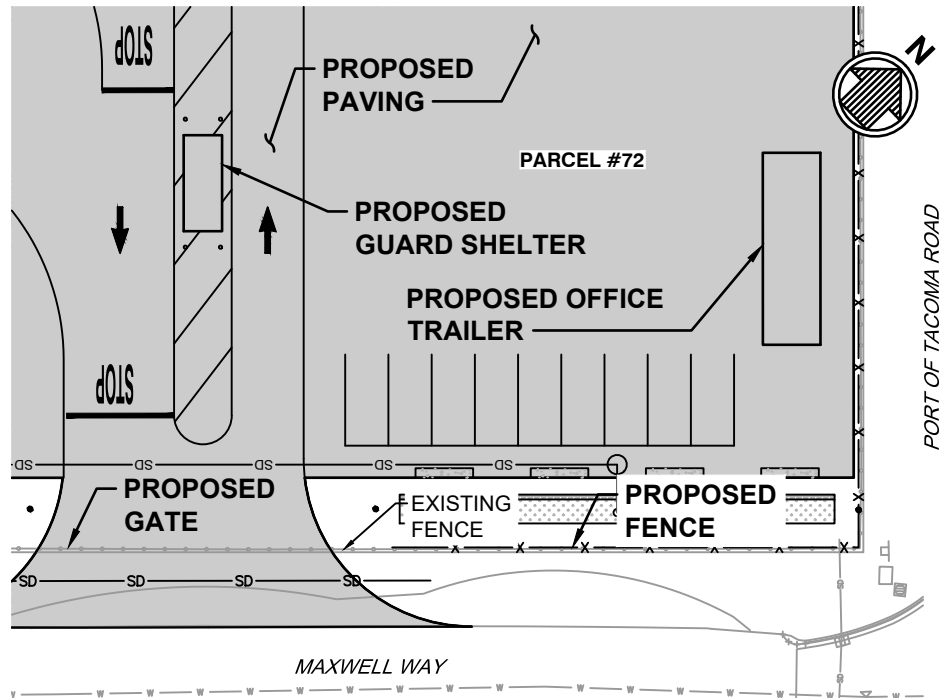 STOP
N
PROPOSED
PAVING
PARCEL #72
PROPOSED
GUARD SHELTER
PORT OF TACOMA ROAD
PROPOSED OFFICE
TRAILER
STOP
SD SD SD SD SD
PROPOSED
GATE
EXISTING
FENCE
PROPOSED
FENCE
X X X X X X
SD SD SD SD
MAXWELL WAY
W W W W W W W W W W